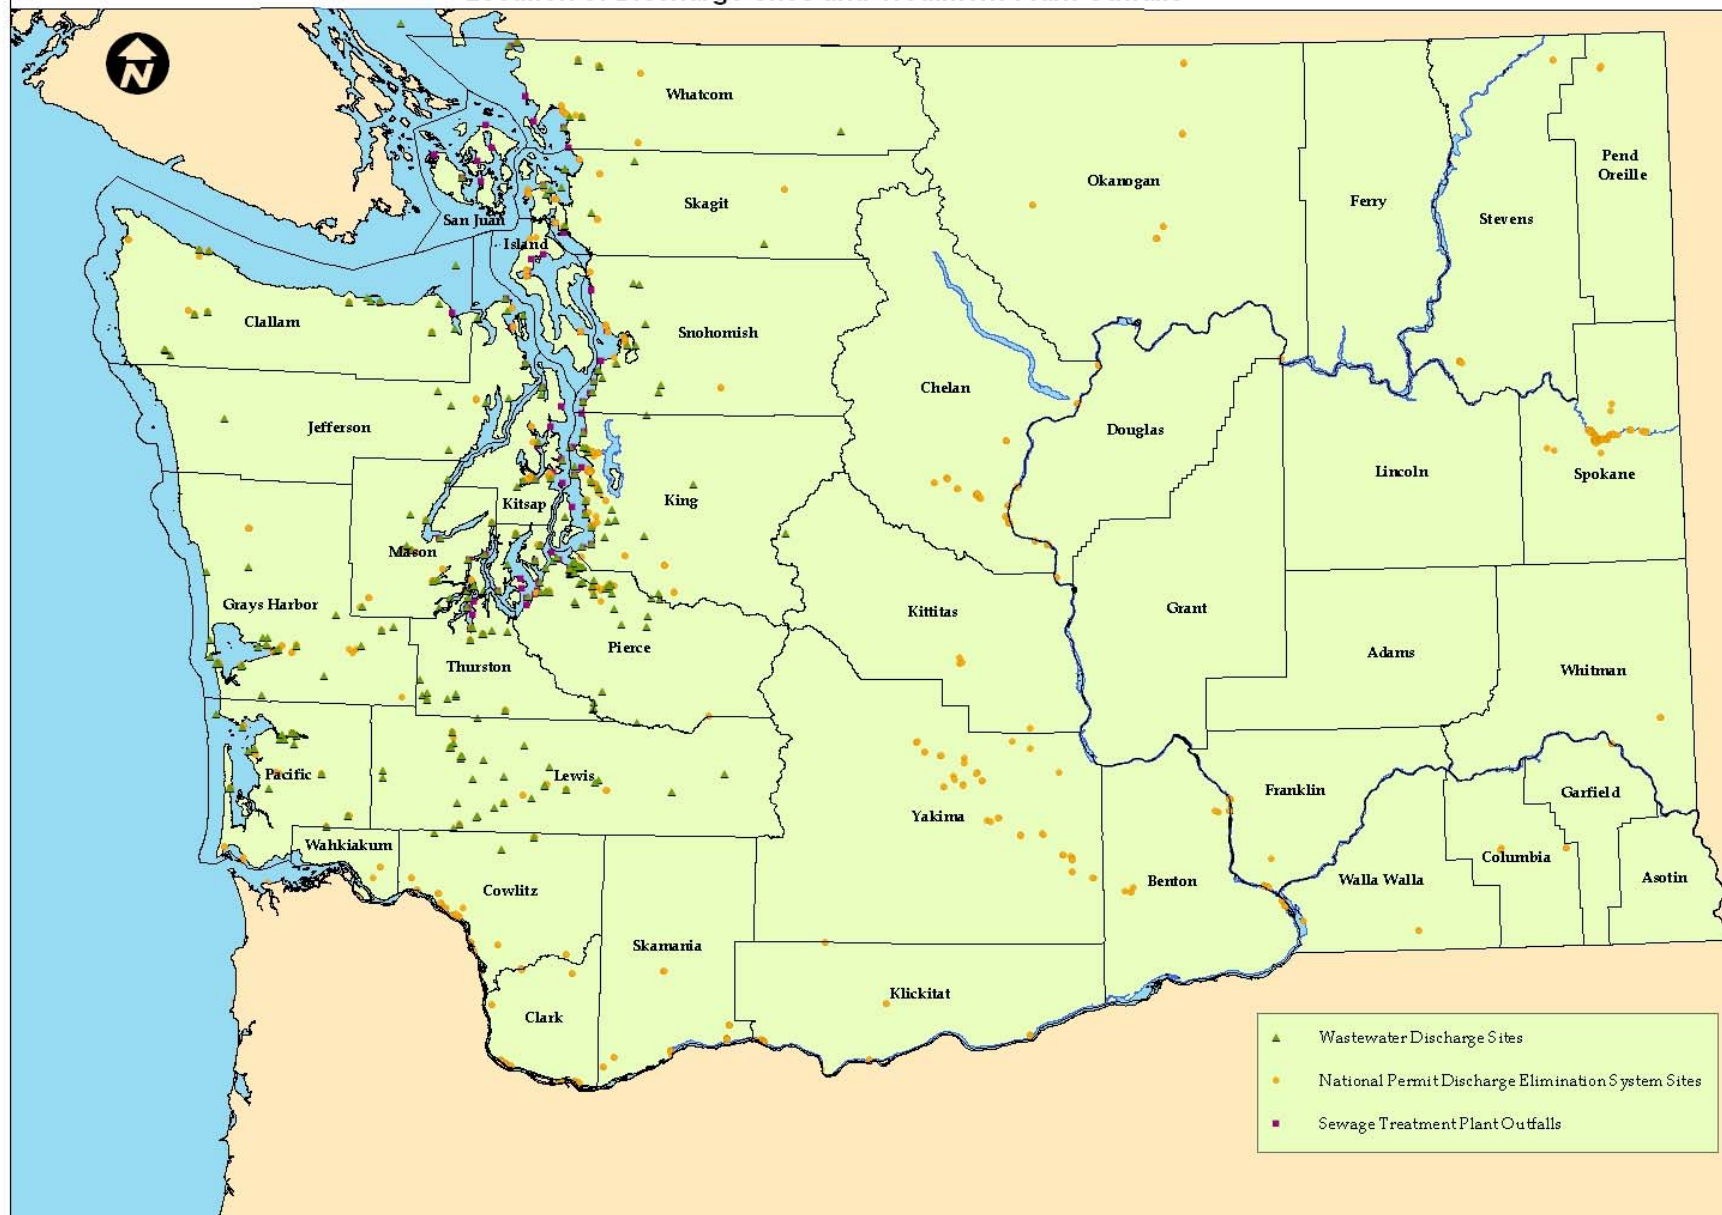 N
Whatcom
Okanogan
Pend
Oreille
Ferry
Stevens
Skagit
San Juan
Island
Clallam
Snohomish
Chelan
Jefferson
Douglas
Lincoln
Spokane
King
Kitsap
Mason
Grays Harbor
Kittitas
Grant
Pierce
Thurston
Adams
Whitman
Pacific
Lewis
Yakima
Franklin
Garfield
Wahkiakum
Cowlitz
Benton
Walla Walla
Columbia
Asotin
Skamania
Klickitat
Clark
Wastewater Discharge Sites
National Permit Discharge Elimination System Sites
Sewage Treatment Plant Outfalls